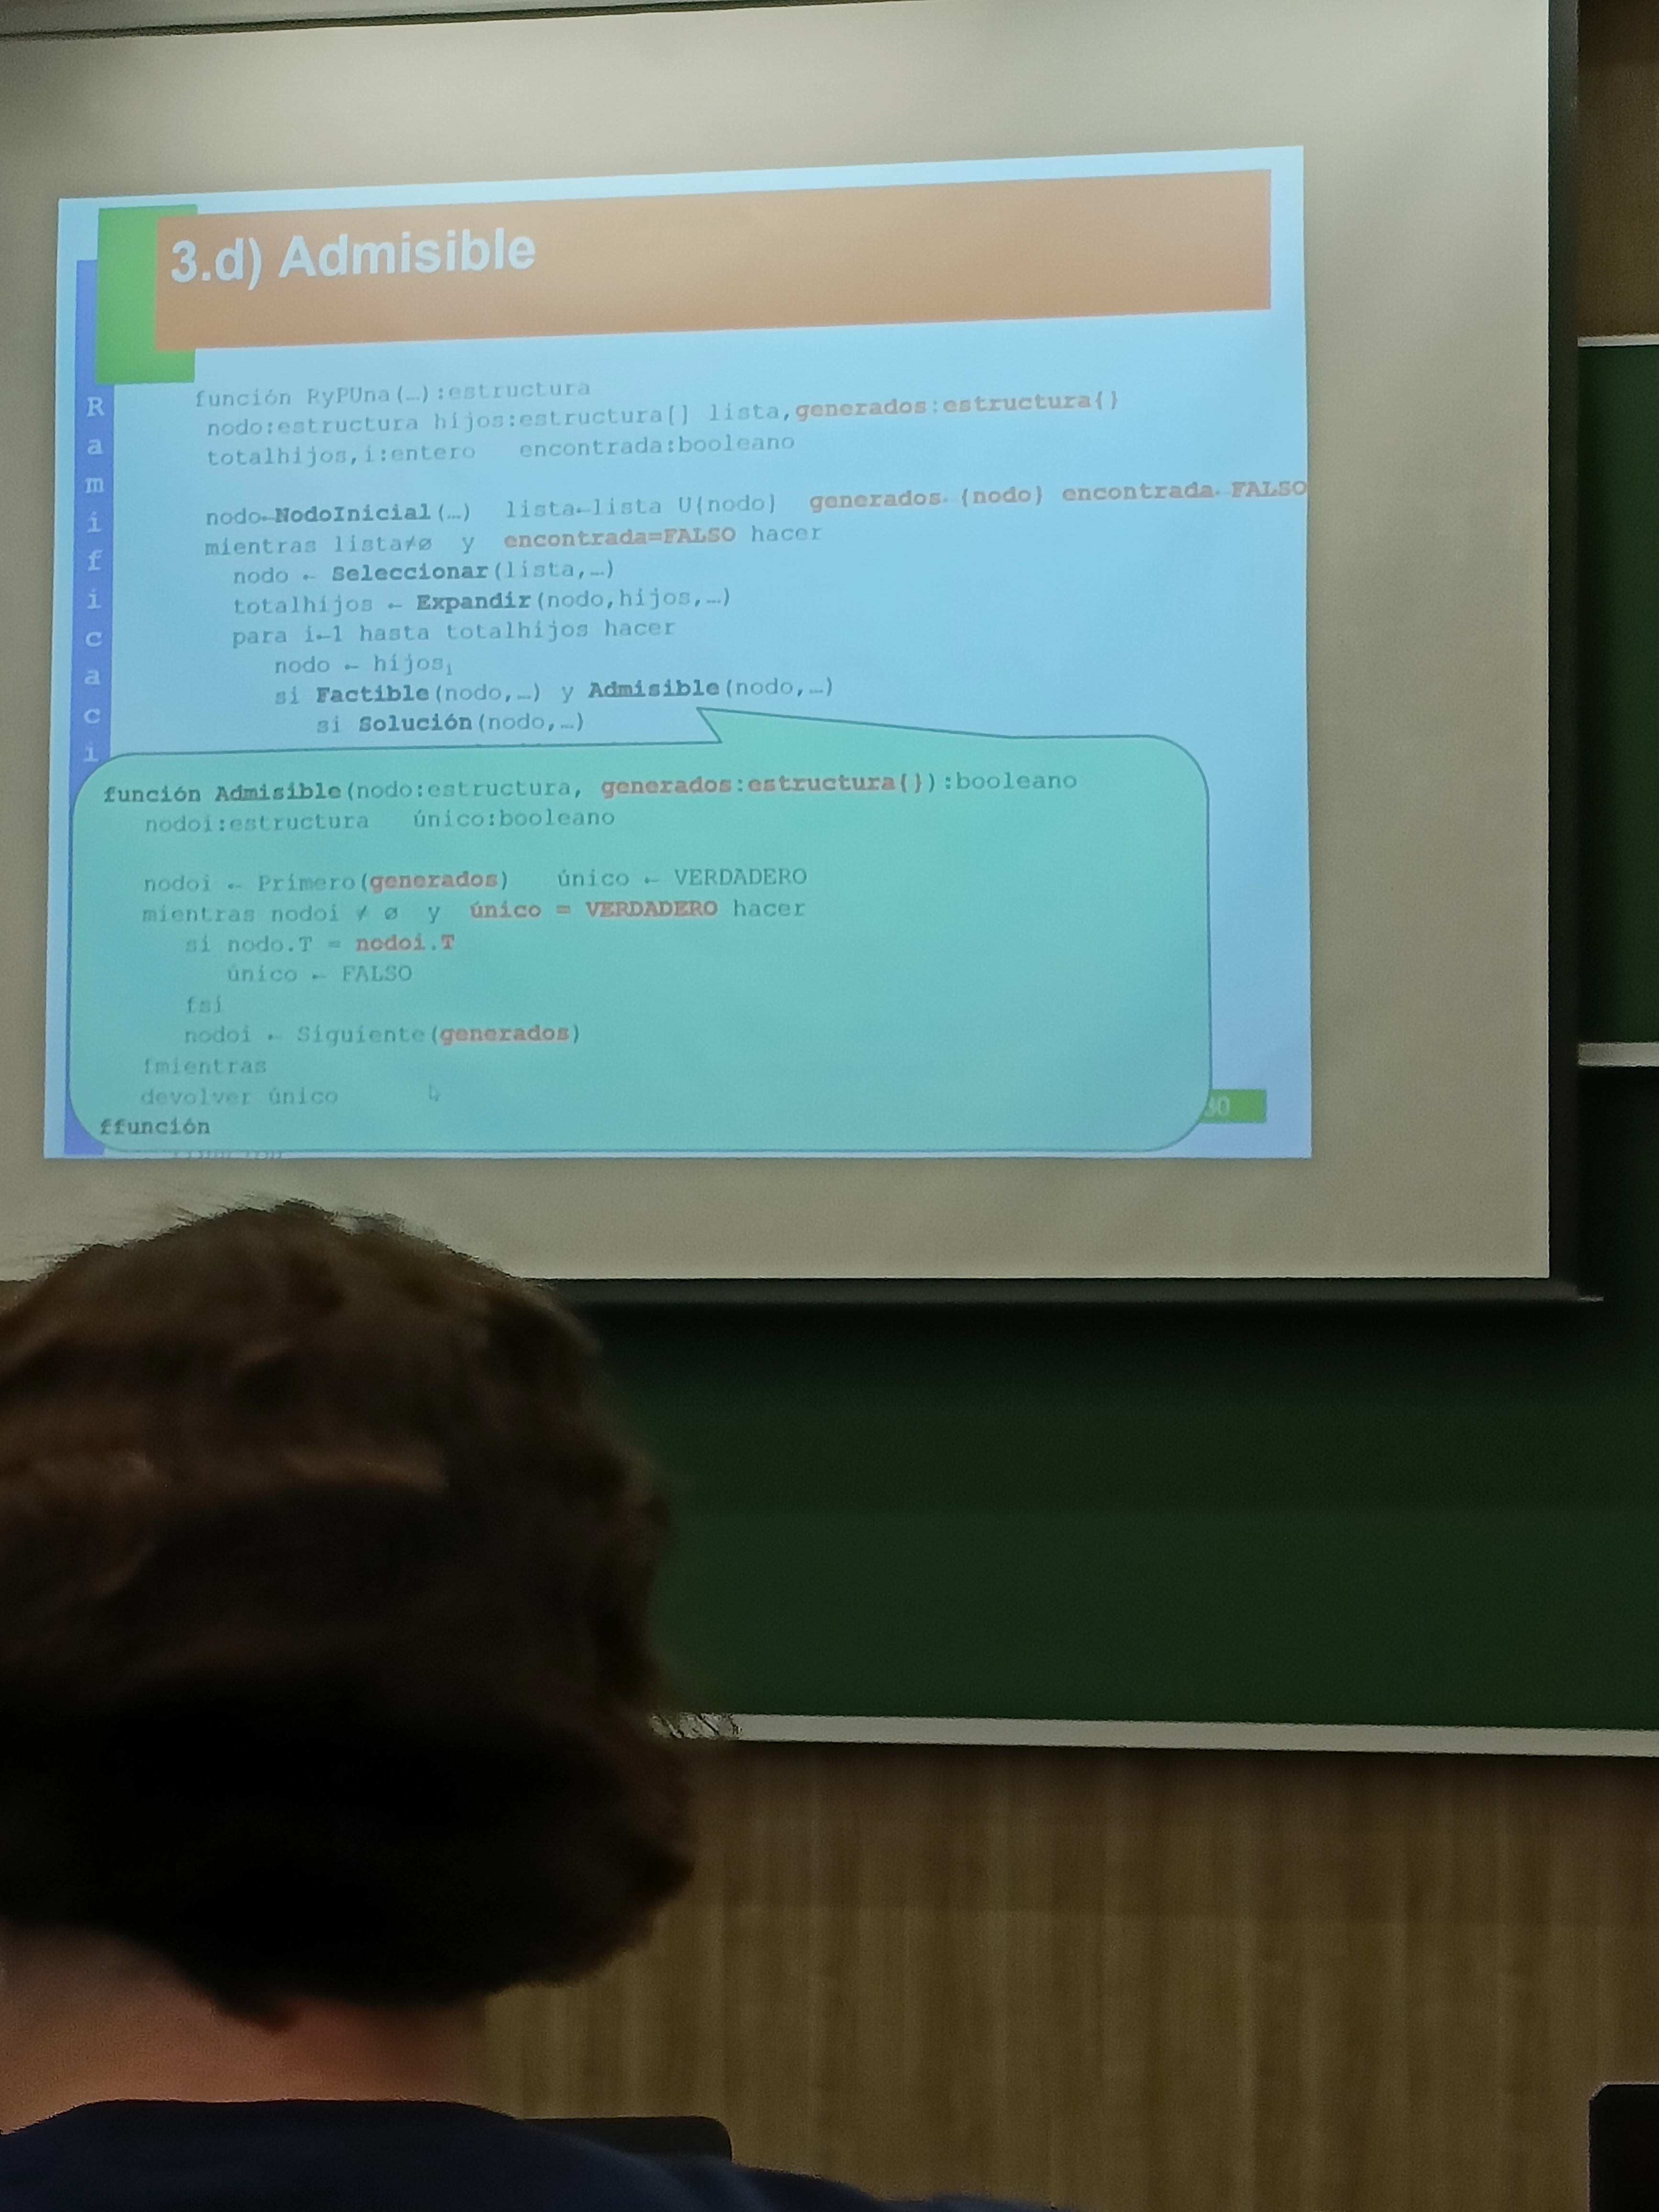 3.d) Admisible
función RyPUna(…):estructura
nodo:estructura hijos:estructura[] lista,generados:estructura{}
totalhijos,i:entero encontrada:booleano
nodo←NodoInicial(…) lista←lista U{nodo} generados← {nodo} encontrada← FALSO
mientras lista≠ø y encontrada=FALSO hacer
nodo ← Seleccionar(lista,…)
totalhijos ← Expandir(nodo,hijos,…)
para i←1 hasta totalhijos hacer
nodo ← hijosi
si Factible(nodo,…) y Admisible(nodo,…)
si Solución(nodo,…)
Ramificaci
función Admisible(nodo:estructura, generados:estructura{}):booleano
nodoi:estructura único:booleano
nodoi ← Primero(generados) único ← VERDADERO
mientras nodoi ≠ ø y único = VERDADERO hacer
si nodo.T = nodoi.T
único ← FALSO
fsi
nodoi ← Siguiente(generados)
fmientras
devolver único
ffunción
30